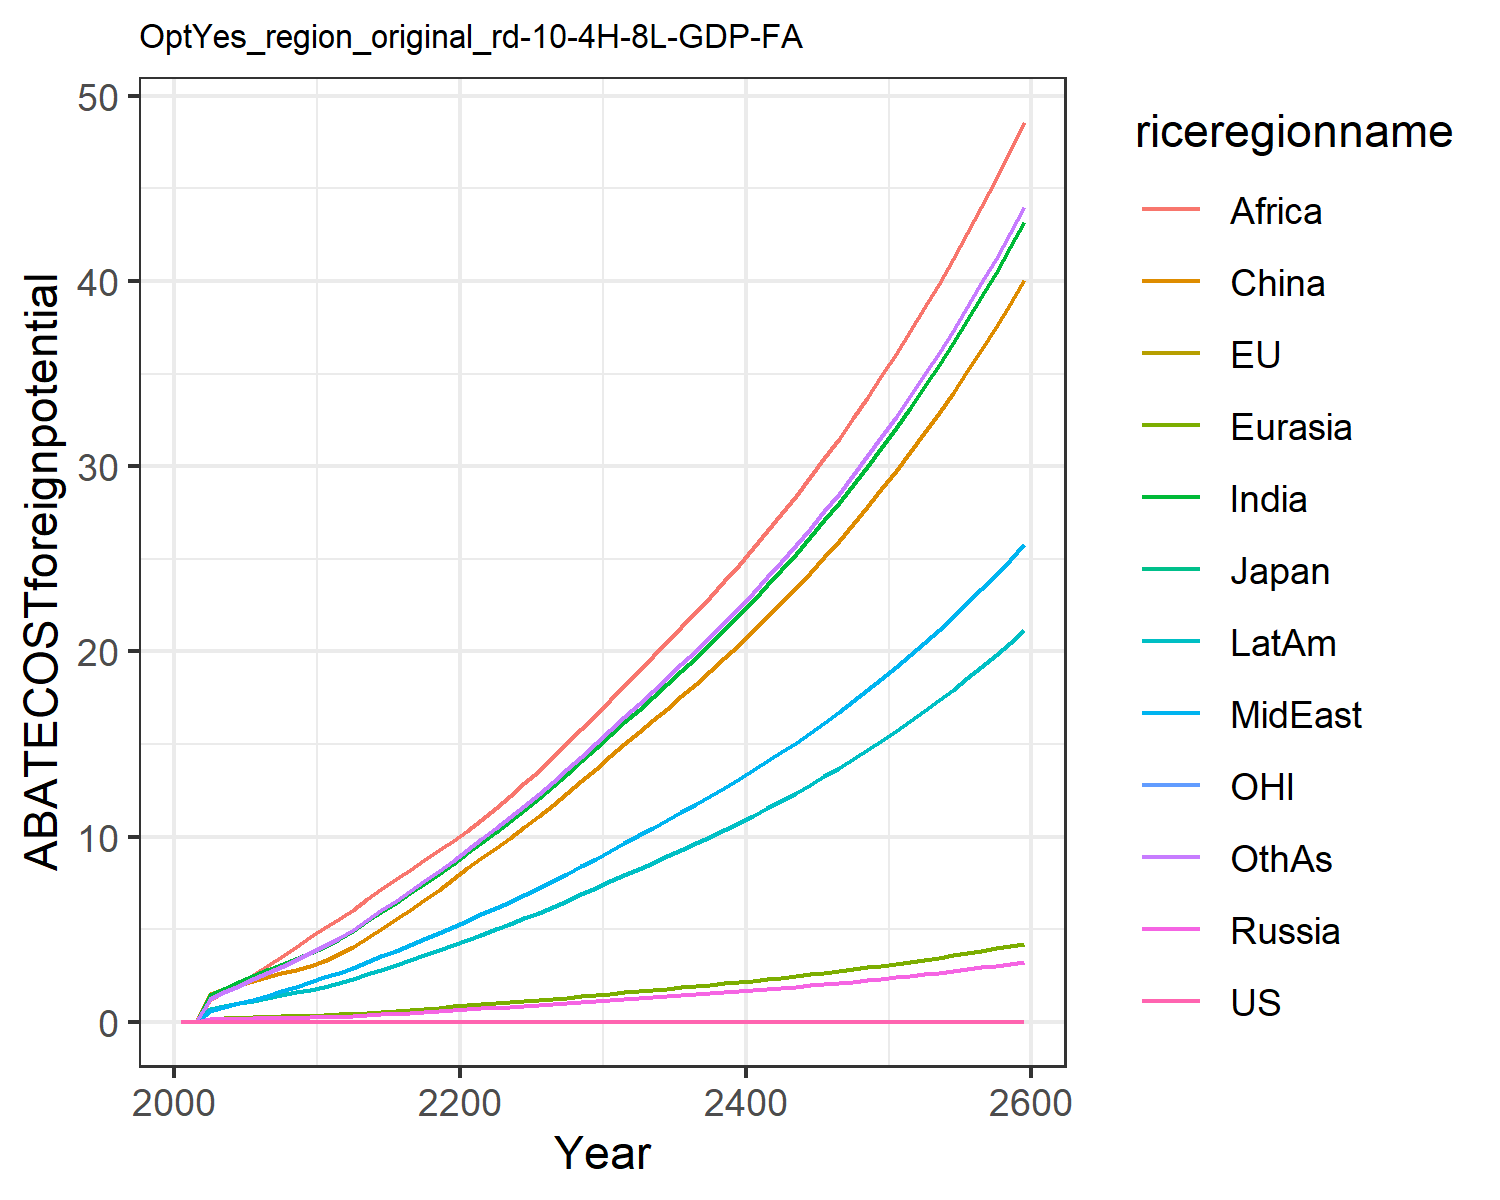 OptYes_region_original_rd-10-4H-8L-GDP-FA
ABATECOSTforeignpotential
50
40
30
20
10
0
2000
2200
2400
2600
Year
riceregionname
Africa
China
EU
Eurasia
India
Japan
LatAm
MidEast
OHI
OthAs
Russia
US